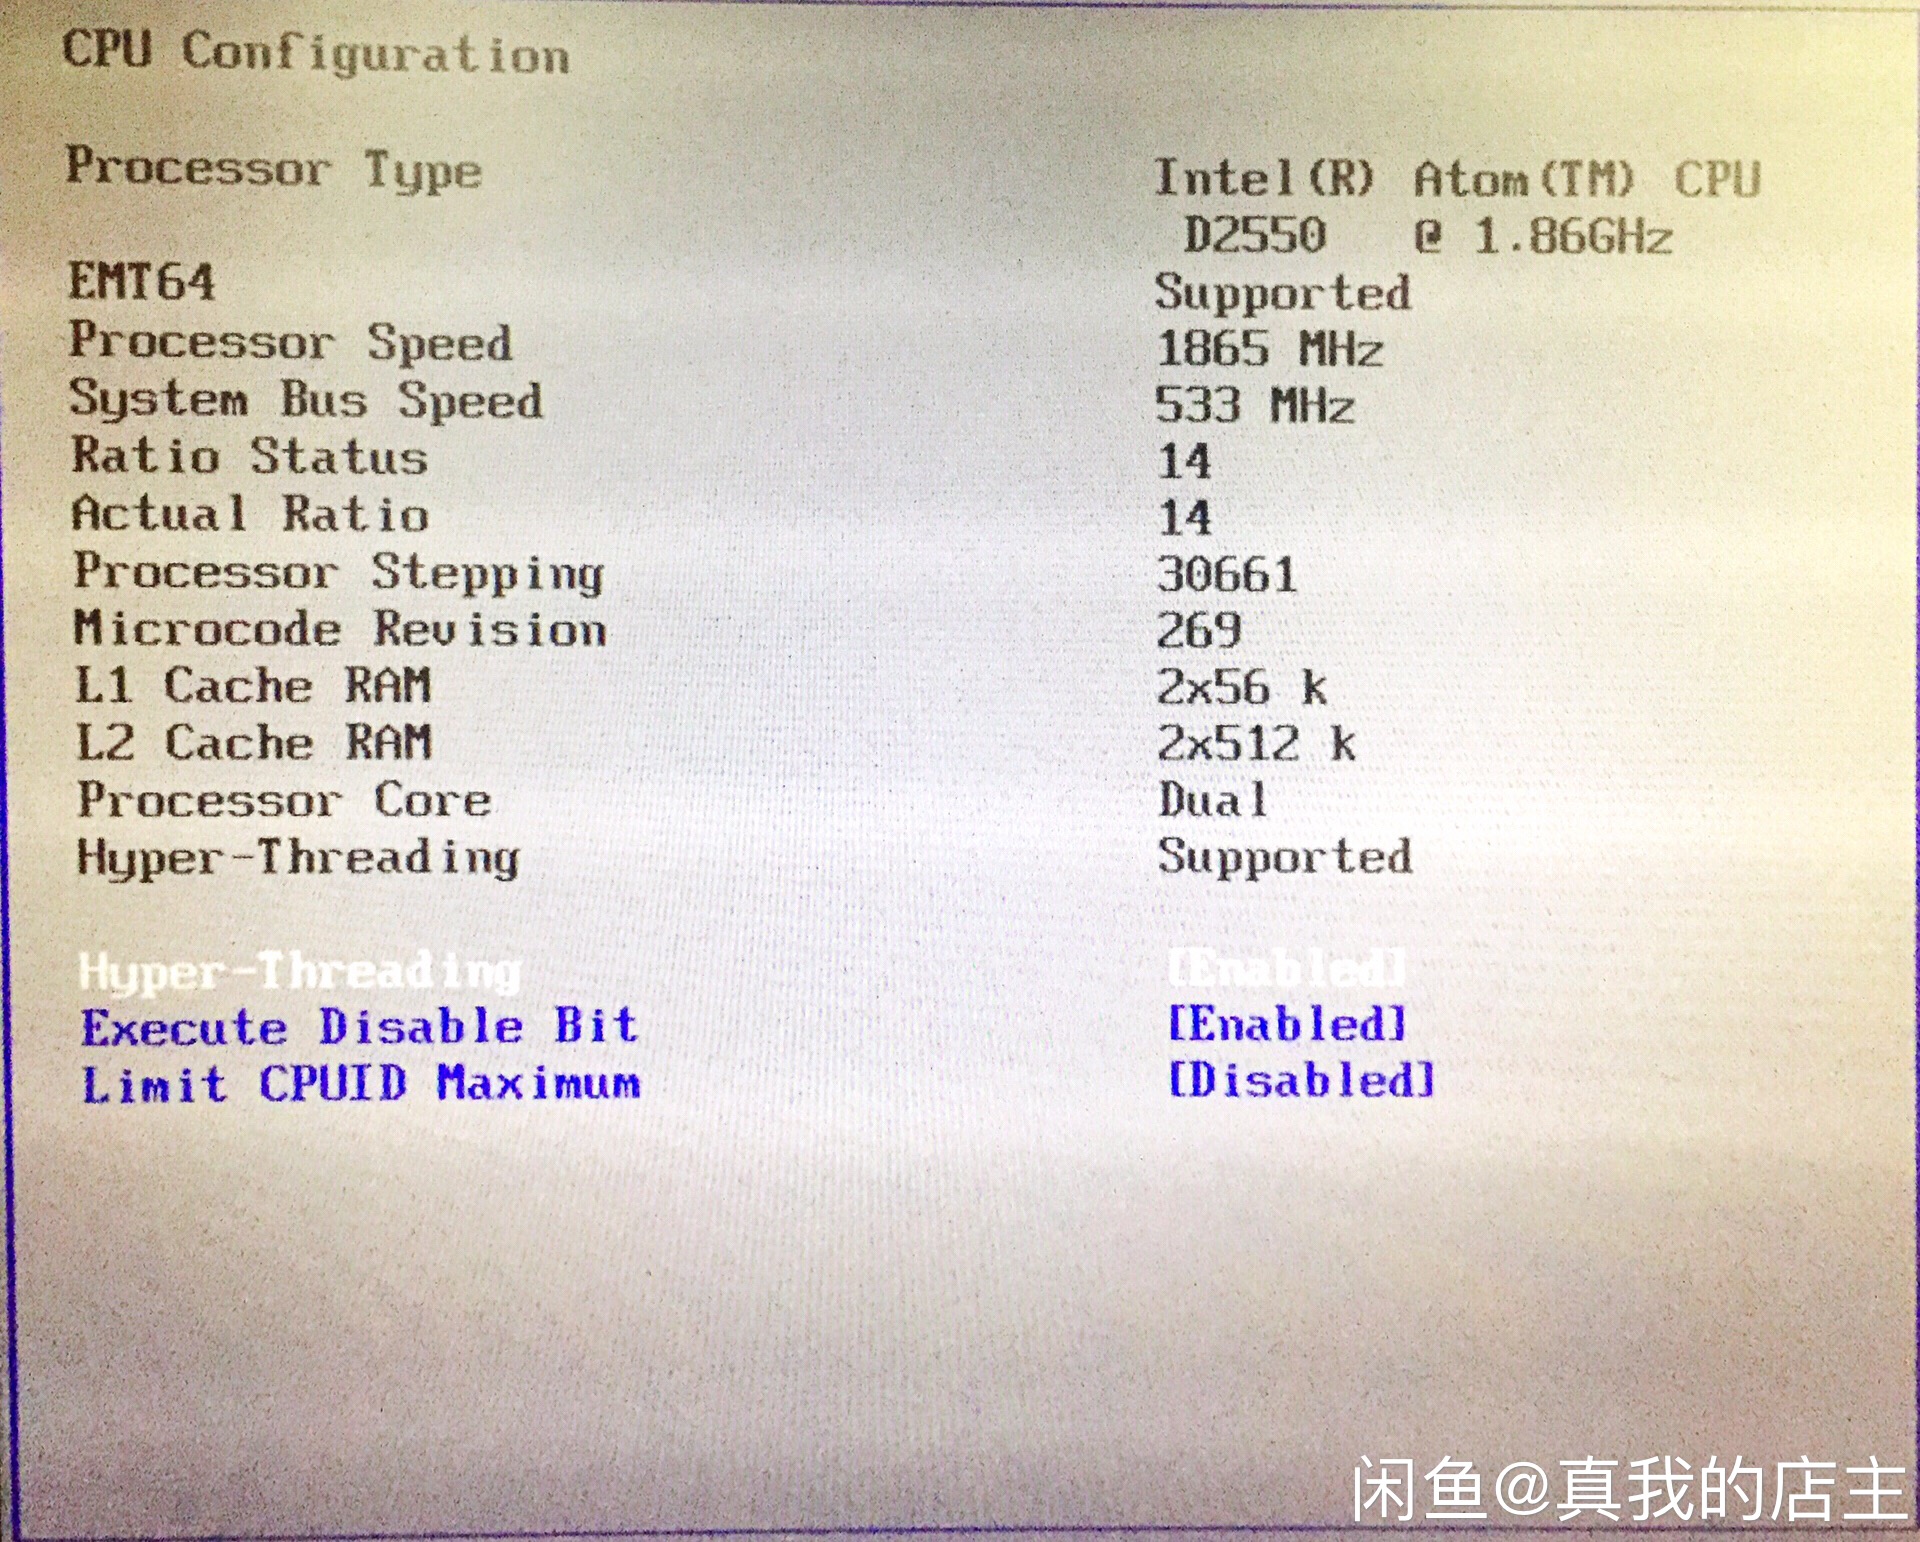 CPU Configuration
Processor Type Intel(R) Atom(TM) CPU
D2550 @ 1.86GHz
EMT64 Supported
Processor Speed 1865 MHz
System Bus Speed 533 MHz
Ratio Status 14
Actual Ratio 14
Processor Stepping 30661
Microcode Revision 269
L1 Cache RAM 2x56 k
L2 Cache RAM 2x512 k
Processor Core Dual
Hyper-Threading Supported
Hyper-Threading [Enabled]
Execute Disable Bit [Enabled]
Limit CPUID Maximum [Disabled]
闲鱼@真我的店主